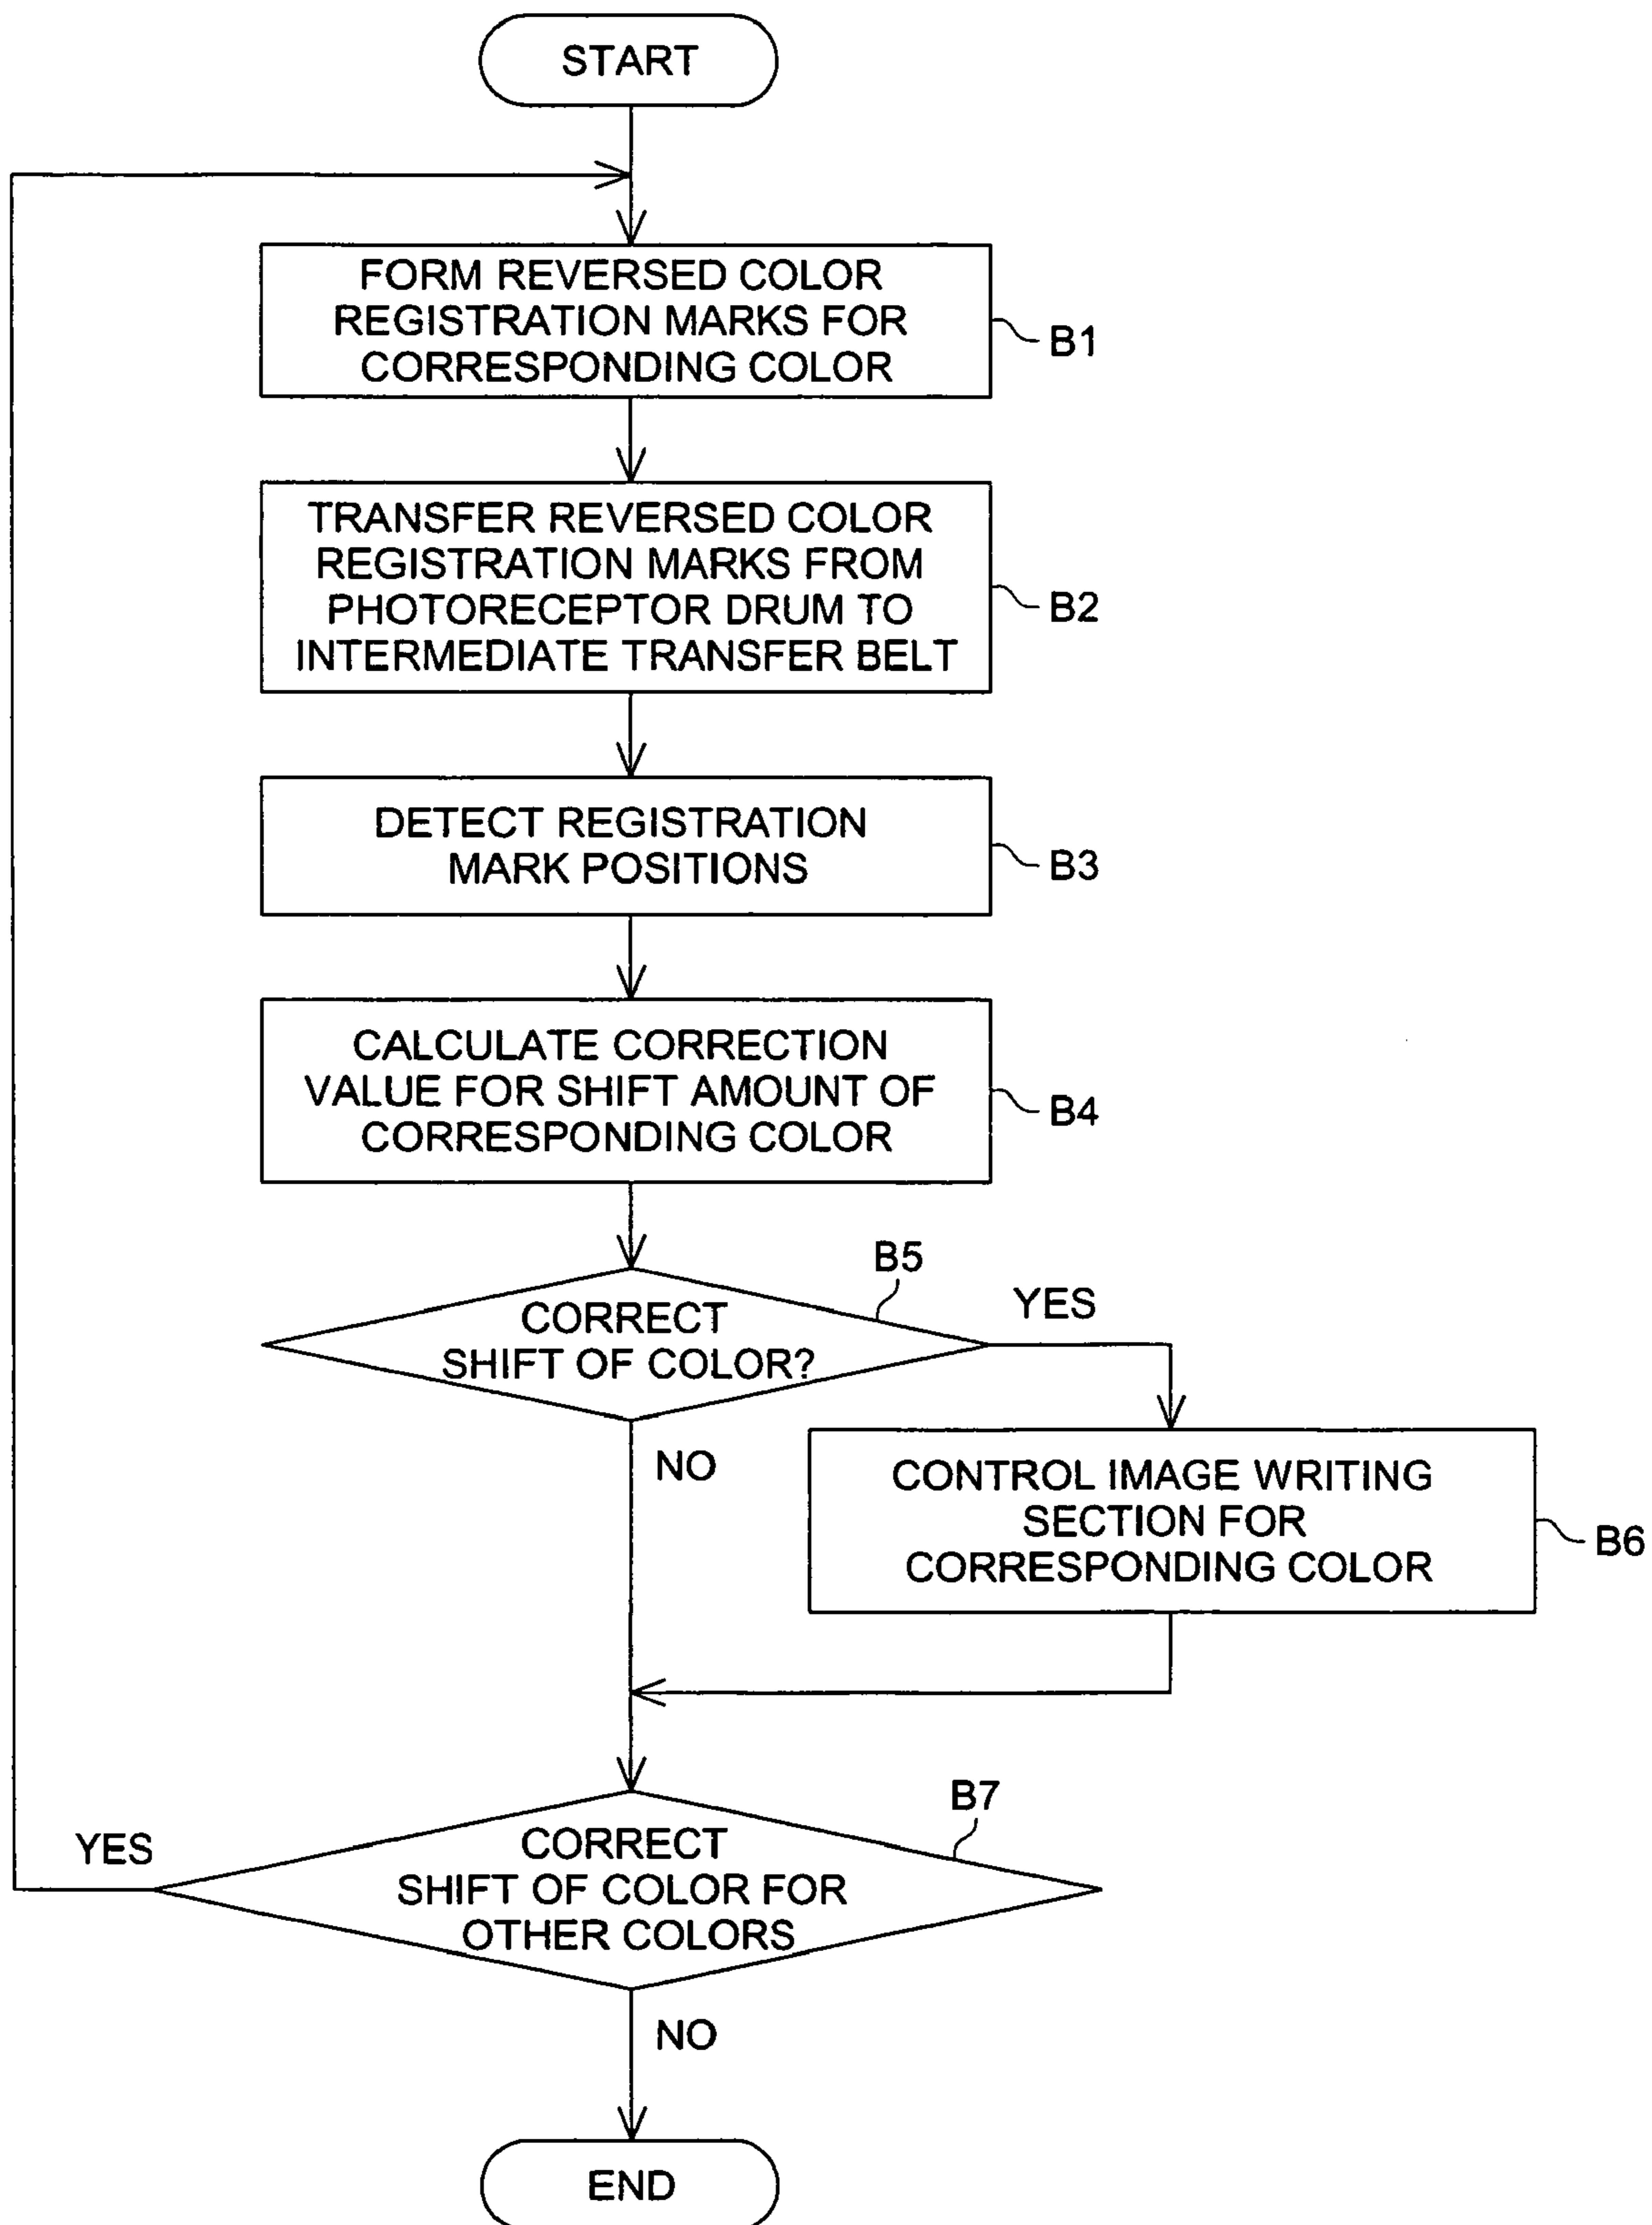 START
FORM REVERSED COLOR
REGISTRATION MARKS FOR
CORRESPONDING COLOR
B1
TRANSFER REVERSED COLOR
REGISTRATION MARKS FROM
PHOTORECEPTOR DRUM TO
INTERMEDIATE TRANSFER BELT
B2
DETECT REGISTRATION
MARK POSITIONS
B3
CALCULATE CORRECTION
VALUE FOR SHIFT AMOUNT OF
CORRESPONDING COLOR
B4
B5
CORRECT
SHIFT OF COLOR?
YES
NO
CONTROL IMAGE WRITING
SECTION FOR
CORRESPONDING COLOR
B6
B7
YES
CORRECT
SHIFT OF COLOR FOR
OTHER COLORS
NO
END